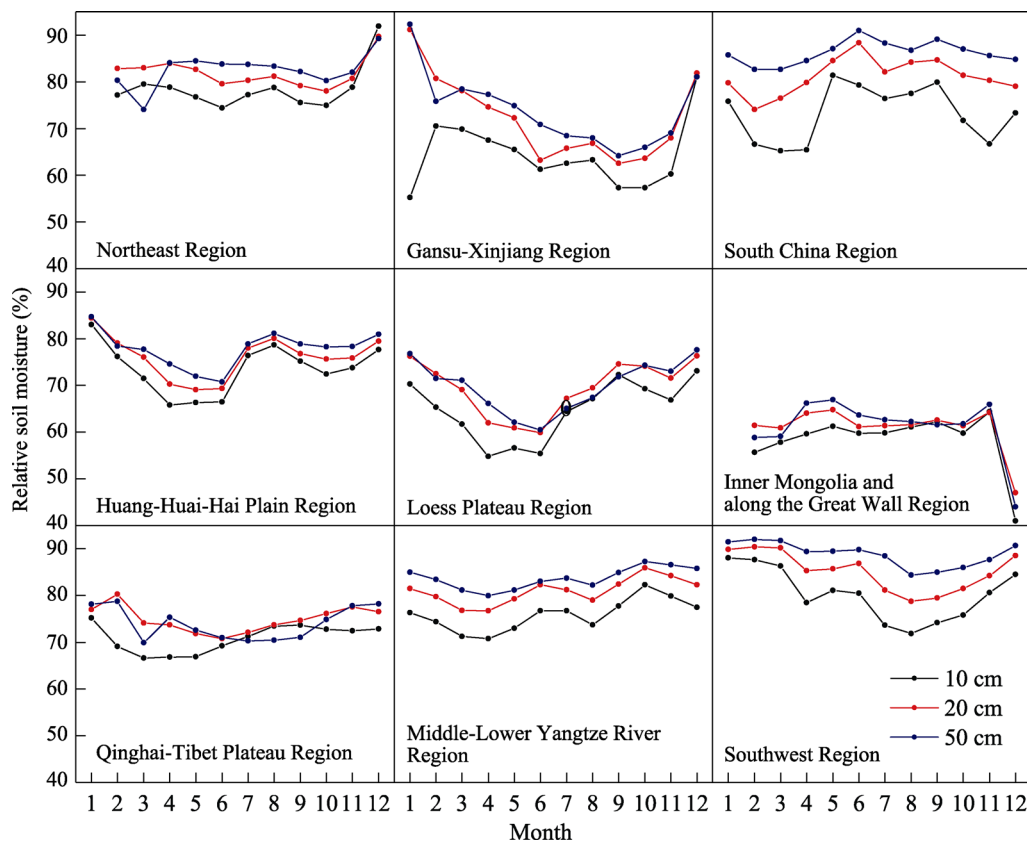 90
80
70
60
50
40
Northeast Region
Gansu-Xinjiang Region
South China Region
Relative soil moisture (%)
90
80
70
60
50
40
Huang-Huai-Hai Plain Region
Loess Plateau Region
Inner Mongolia and
along the Great Wall Region
90
80
70
60
50
40
Qinghai-Tibet Plateau Region
Middle-Lower Yangtze River
Region
10 cm
20 cm
50 cm
Southwest Region
1 2 3 4 5 6 7 8 9 10 11 12
1 2 3 4 5 6 7 8 9 10 11 12
1 2 3 4 5 6 7 8 9 10 11 12
Month